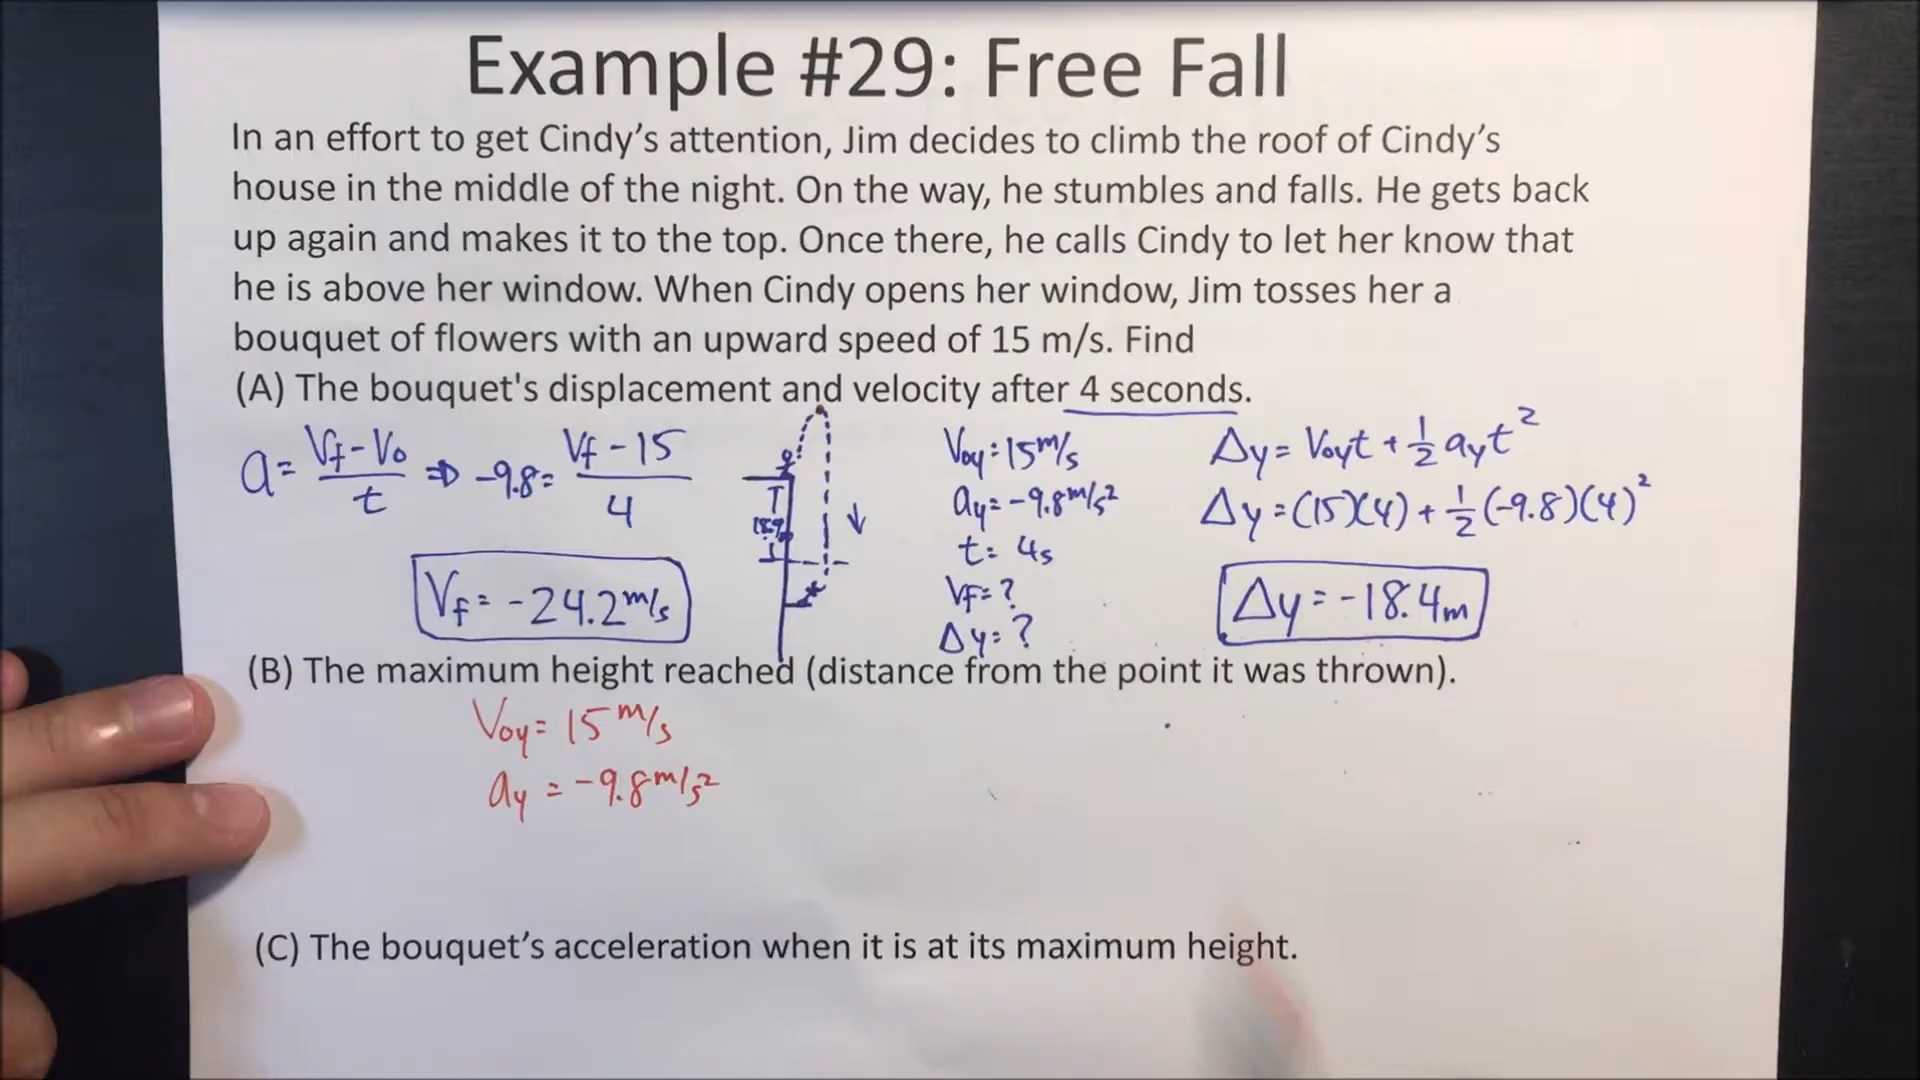 Example #29: Free Fall
In an effort to get Cindy’s attention, Jim decides to climb the roof of Cindy’s
house in the middle of the night. On the way, he stumbles and falls. He gets back
up again and makes it to the top. Once there, he calls Cindy to let her know that
he is above her window. When Cindy opens her window, Jim tosses her a
bouquet of flowers with an upward speed of 15 m/s. Find
(A) The bouquet's displacement and velocity after 4 seconds.
a = (Vf - Vo)/t ⇒ -9.8 = (Vf - 15)/4
Vf = -24.2 m/s
Voy = 15 m/s
ay = -9.8 m/s²
t = 4s
Vf = ?
Δy = ?
Δy = Voyt + ½ ayt²
Δy = (15)(4) + ½ (-9.8)(4)²
Δy = -18.4m
(B) The maximum height reached (distance from the point it was thrown).
Voy = 15 m/s
ay = -9.8 m/s²
(C) The bouquet’s acceleration when it is at its maximum height.